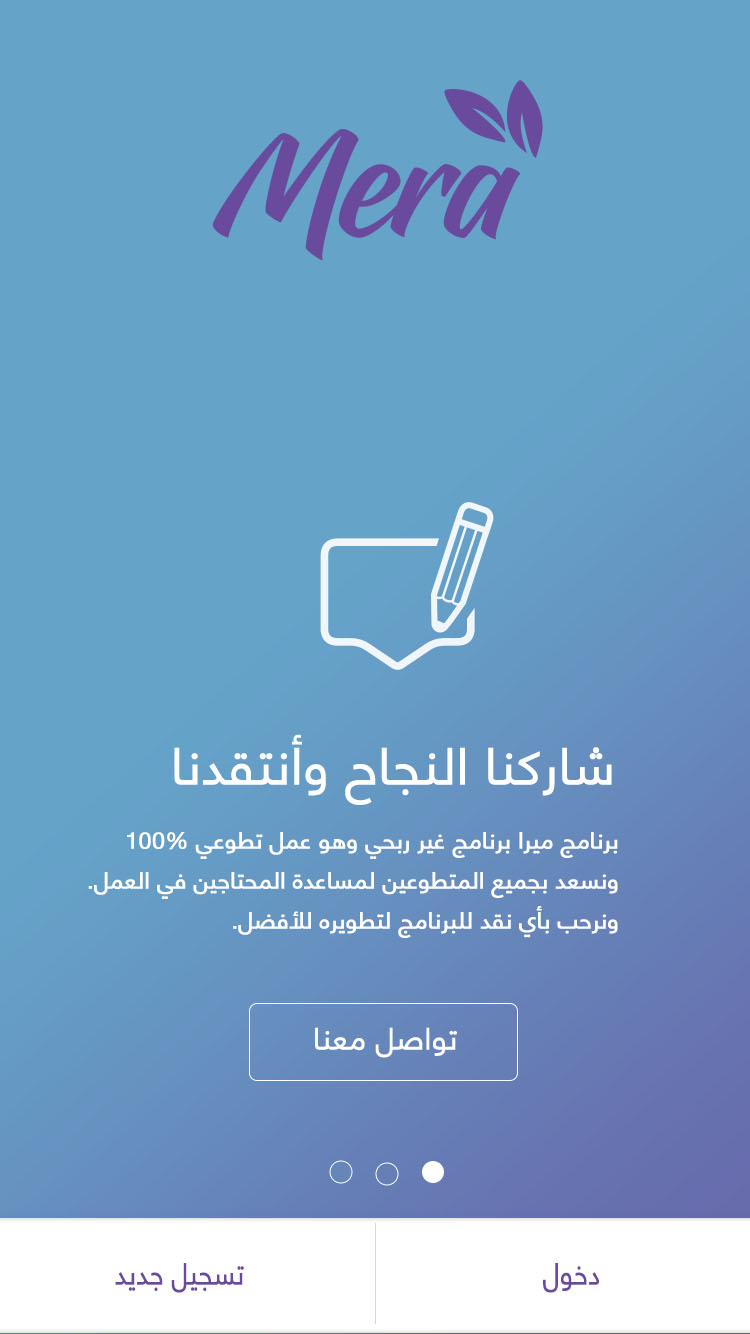 Mera
شاركنا النجاح وأنتقدنا
برنامج ميرا برنامج غير ربحي وهو عمل تطوعي %100
ونسعد بجميع المتطوعين لمساعدة المحتاجين في العمل.
ونرحب بأي نقد للبرنامج لتطويره للأفضل.
تواصل معنا
دخول
تسجيل جديد